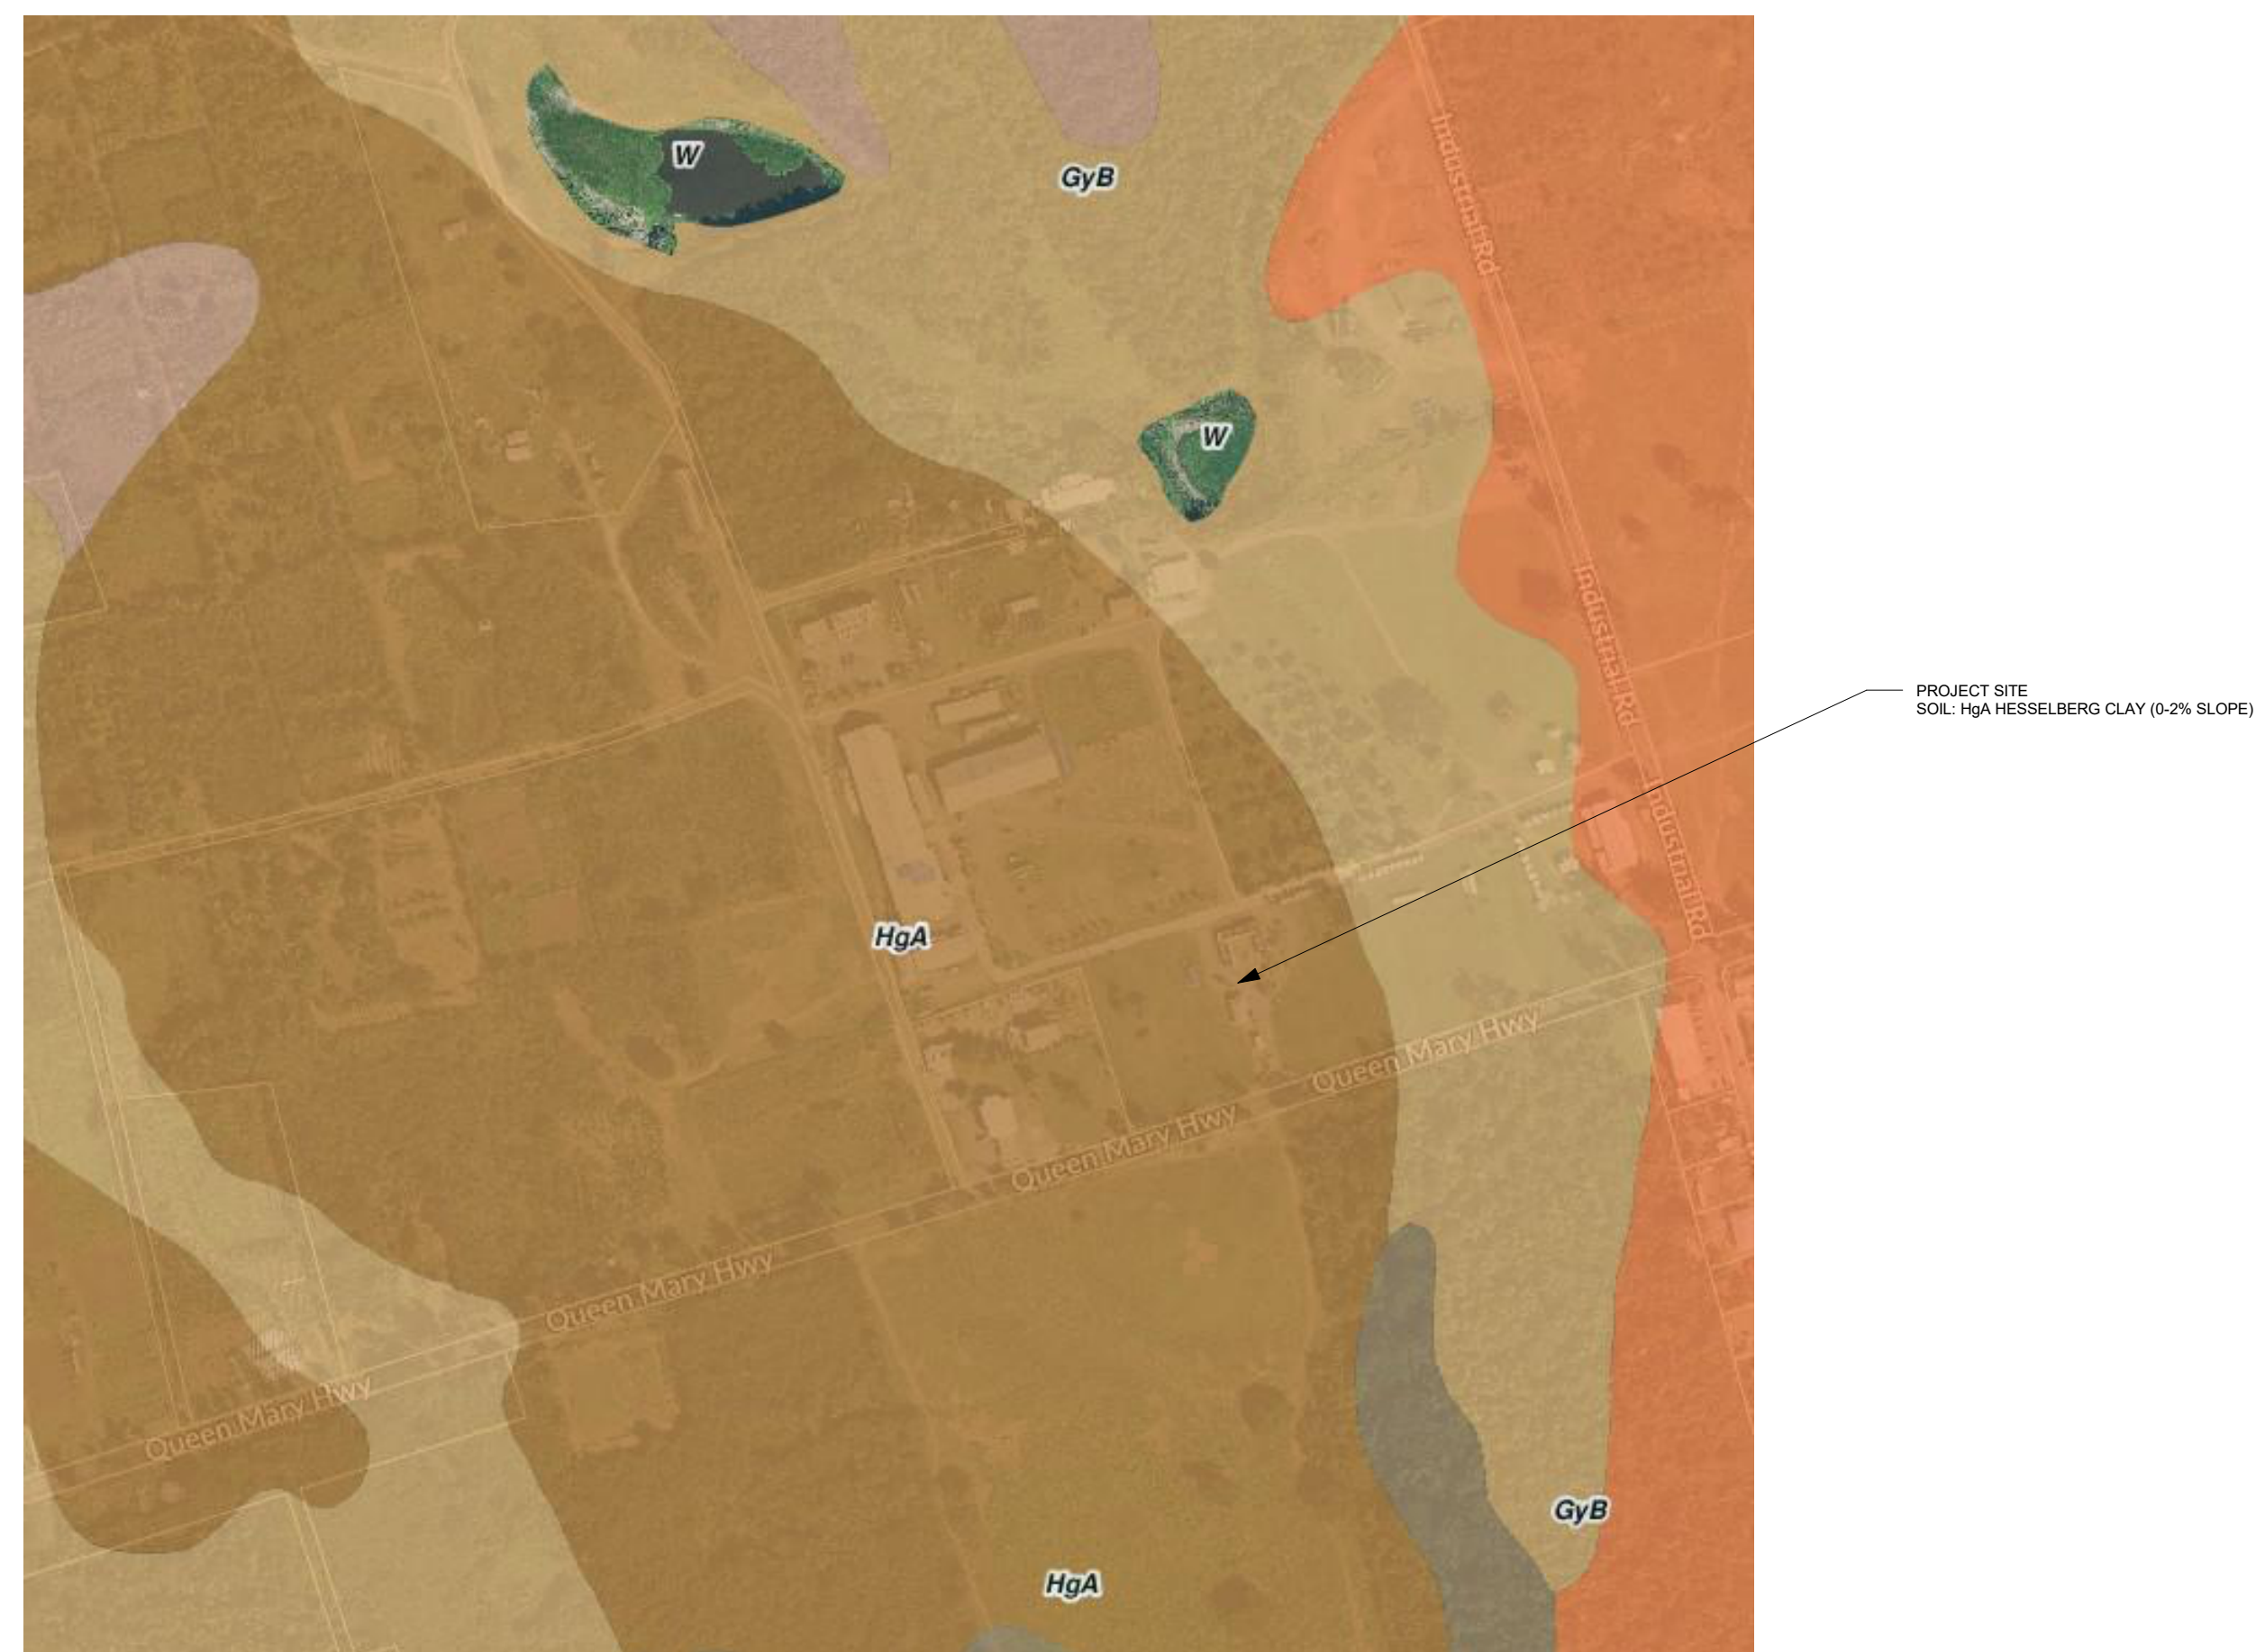 W
GyB
Industrial Rd
W
Industrial Rd
PROJECT SITE
SOIL: HgA HESSELBERG CLAY (0-2% SLOPE)
Industrial Rd
HgA
Queen Mary Hwy
Queen Mary Hwy
Queen Mary Hwy
Queen Mary Hwy
GyB
HgA